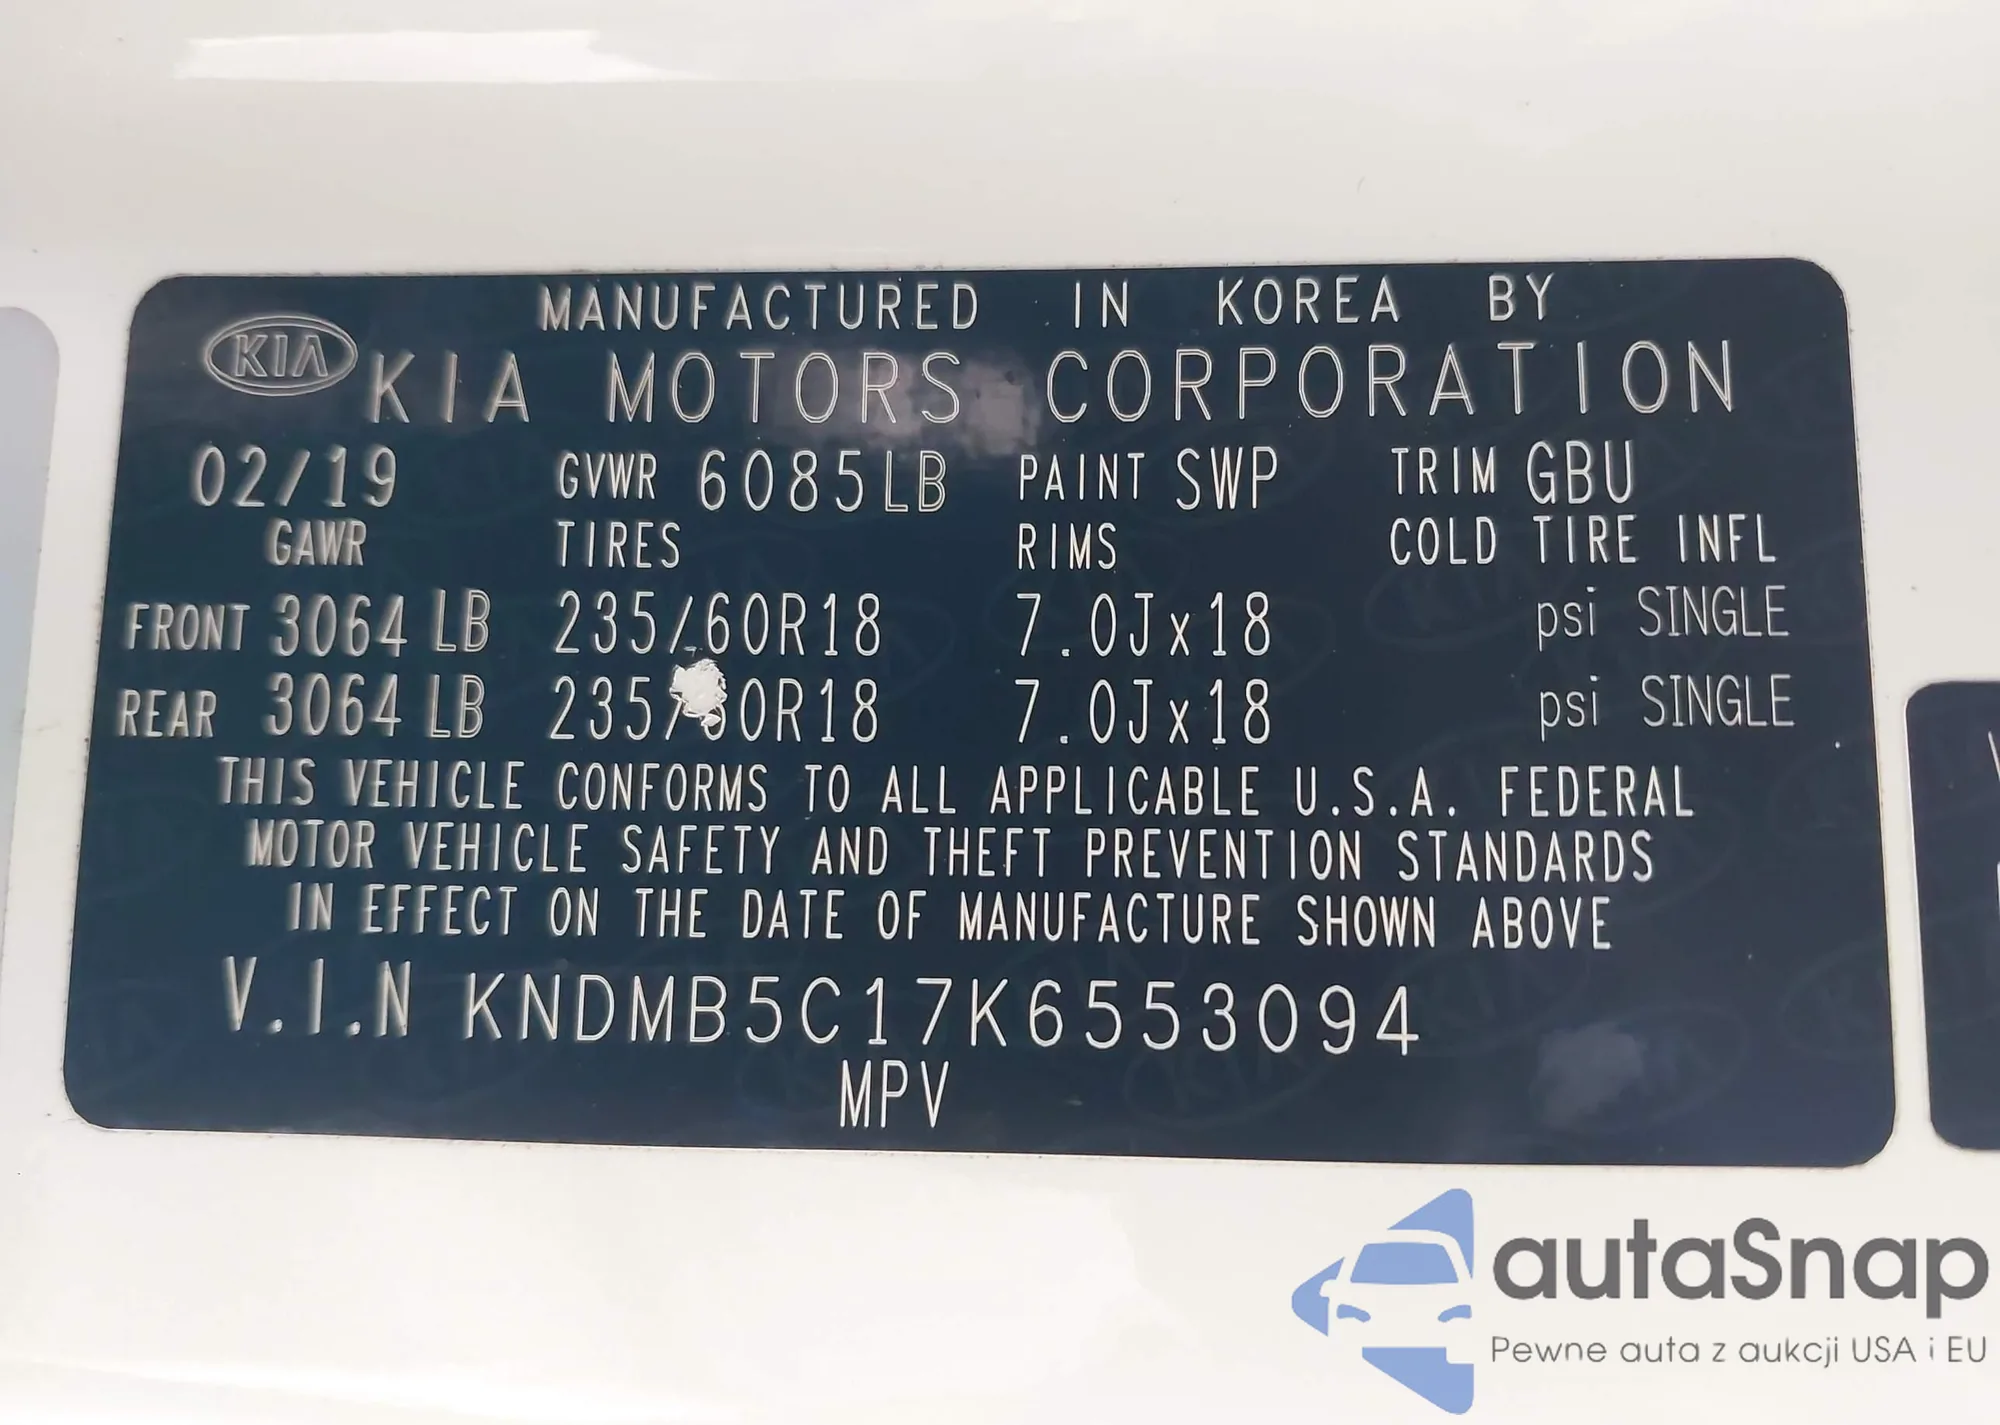 MANUFACTURED IN KOREA BY
KIA KIA MOTORS CORPORATION
02/19 GVWR 6085LB PAINT SWP TRIM GBU
GAWR TIRES RIMS COLD TIRE INFL
FRONT 3064 LB 235/60R18 7.0Jx18 psi SINGLE
REAR 3064 LB 235/60R18 7.0Jx18 psi SINGLE
THIS VEHICLE CONFORMS TO ALL APPLICABLE U.S.A. FEDERAL
MOTOR VEHICLE SAFETY AND THEFT PREVENTION STANDARDS
IN EFFECT ON THE DATE OF MANUFACTURE SHOWN ABOVE
V.I.N KNDMB5C17K6553094
MPV
autaSnap
Pewne auta z aukcji USA i EU